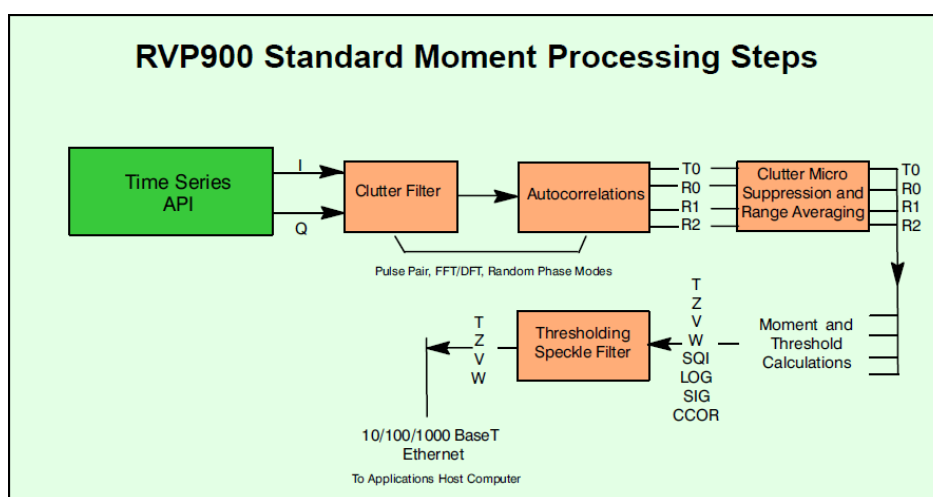 RVP900 Standard Moment Processing Steps
Time Series
API
I
Q
Clutter Filter
Autocorrelations
T0
R0
R1
R2
Clutter Micro
Suppression and
Range Averaging
T0
R0
R1
R2
Pulse Pair, FFT/DFT, Random Phase Modes
Moment and
Threshold
Calculations
T
Z
V
W
SQI
LOG
SIG
CCOR
Thresholding
Speckle Filter
T
Z
V
W
10/100/1000 BaseT
Ethernet
To Applications Host Computer